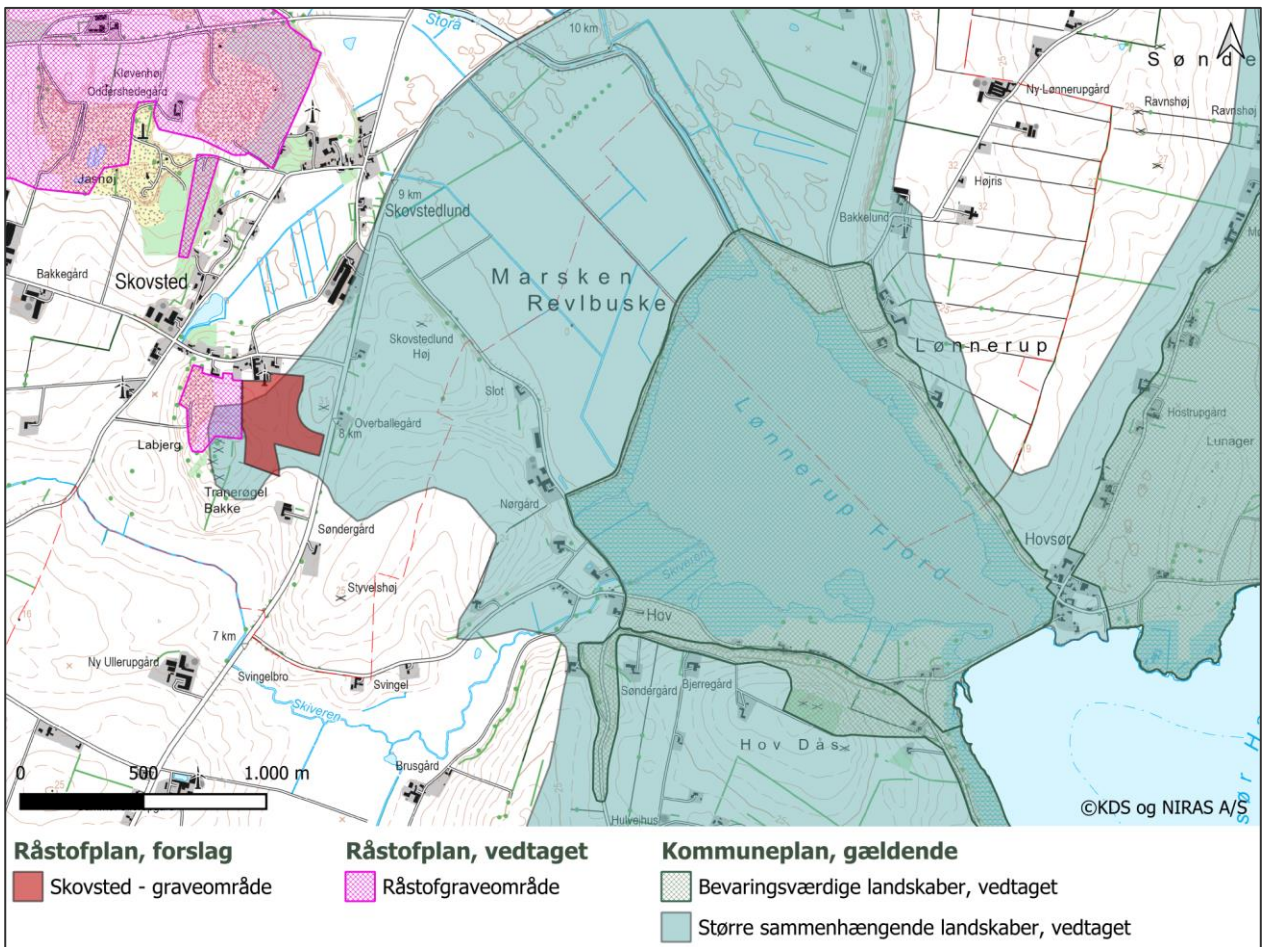 Storå
10 km
Sønde
Kløvenhøj
Oddershedegård
Ny-Lønnerupgård
Ravnshøj
Ravnshøj
Jashøj
9 km
Skovstedlund
Højris
Bakkelund
Bakkegård
Skovsted
Marsken
Revlbuske
Skovstedlund
Høj
Lønnerup
Slot
Hostrupgård
Lunager
Overballegård
8 km
Labjerg
Lønnerup Fjord
Tranerøgel
Bakke
Nørgård
Søndergård
Hovsør
Skiveren
Styvelshøj
Hov
7 km
Ny Ullerupgård
Svingelbro
Svingel
Søndergård
Bjerregård
Skiveren
Hov Dås
Brusgård
0 500 1.000 m
Hulvejhus
©KDS og NIRAS A/S
Råstofplan, forslag
Skovsted - graveområde
Råstofplan, vedtaget
Råstofgraveområde
Kommuneplan, gældende
Bevaringsværdige landskaber, vedtaget
Større sammenhængende landskaber, vedtaget